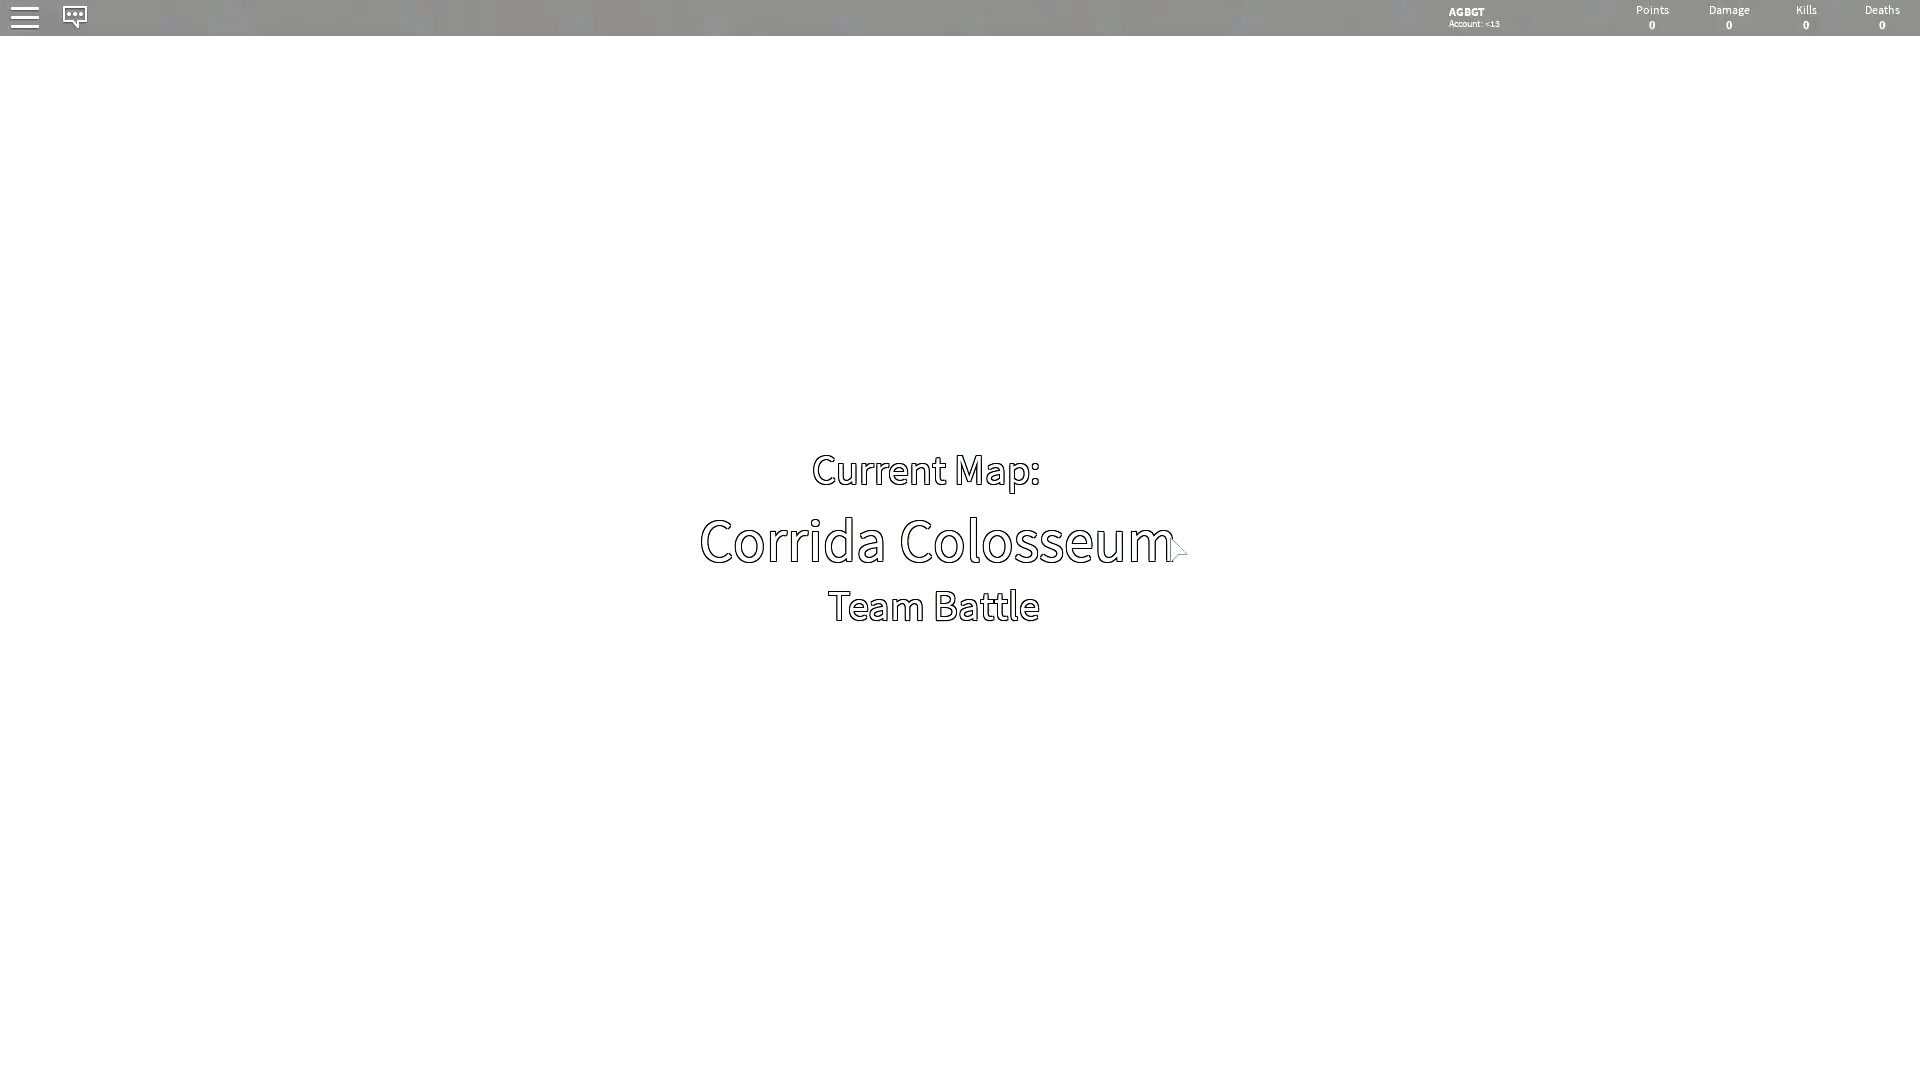 AGBGT
Account: <13
Points Damage Kills Deaths
0 0 0 0
Current Map:
Corrida Colosseum
Team Battle